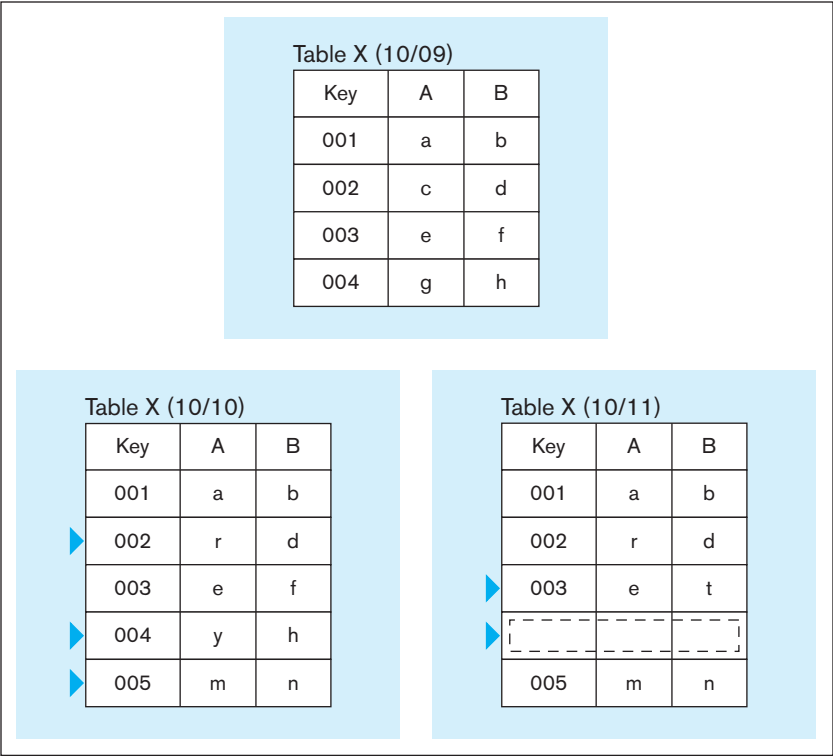 Table X (10/09)
Key A B
001 a b
002 c d
003 e f
004 g h
Table X (10/10)
Key A B
001 a b
002 r d
003 e f
004 y h
005 m n
Table X (10/11)
Key A B
001 a b
002 r d
003 e t
005 m n